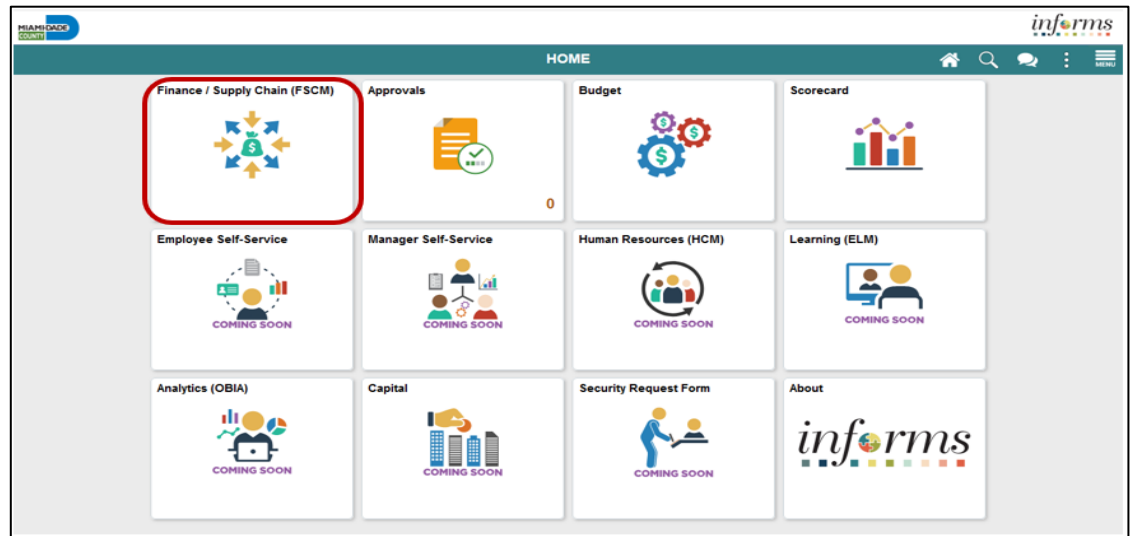 MIAMI-DADE
COUNTY
informs
HOME
MENU
Finance / Supply Chain (FSCM)
Approvals
Budget
Scorecard
$
$
$
$
0
Employee Self-Service
Manager Self-Service
Human Resources (HCM)
Learning (ELM)
COMING SOON
COMING SOON
COMING SOON
COMING SOON
Analytics (OBIA)
Capital
Security Request Form
About
informs
COMING SOON
COMING SOON
COMING SOON